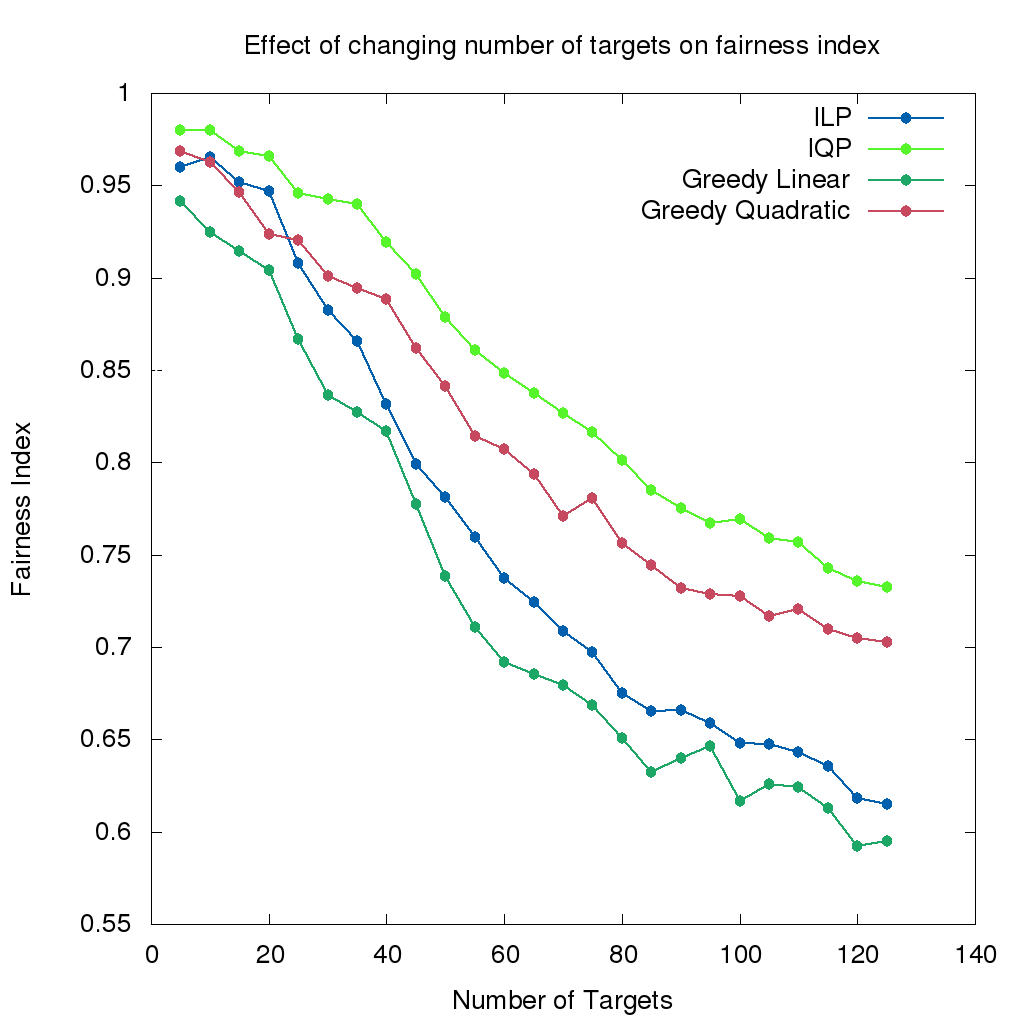 Effect of changing number of targets on fairness index
ILP
IQP
Greedy Linear
Greedy Quadratic
1
0.95
0.9
0.85
0.8
0.75
0.7
0.65
0.6
0.55
Fairness Index
0 20 40 60 80 100 120 140
Number of Targets